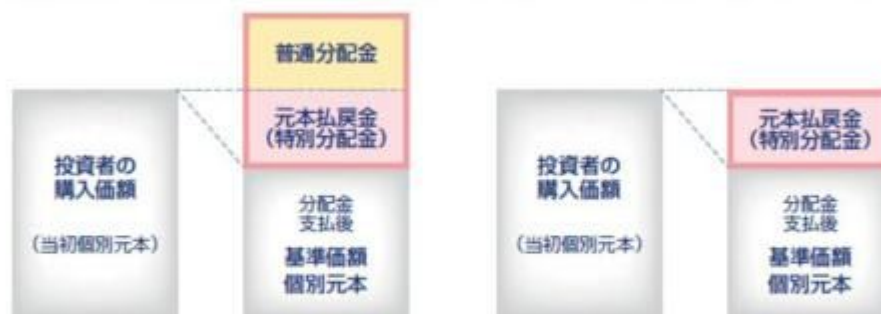 投資者の
購入価額
（当初個別元本）
普通分配金
元本払戻金
（特別分配金）
分配金
支払後
基準価額
個別元本
投資者の
購入価額
（当初個別元本）
元本払戻金
（特別分配金）
分配金
支払後
基準価額
個別元本